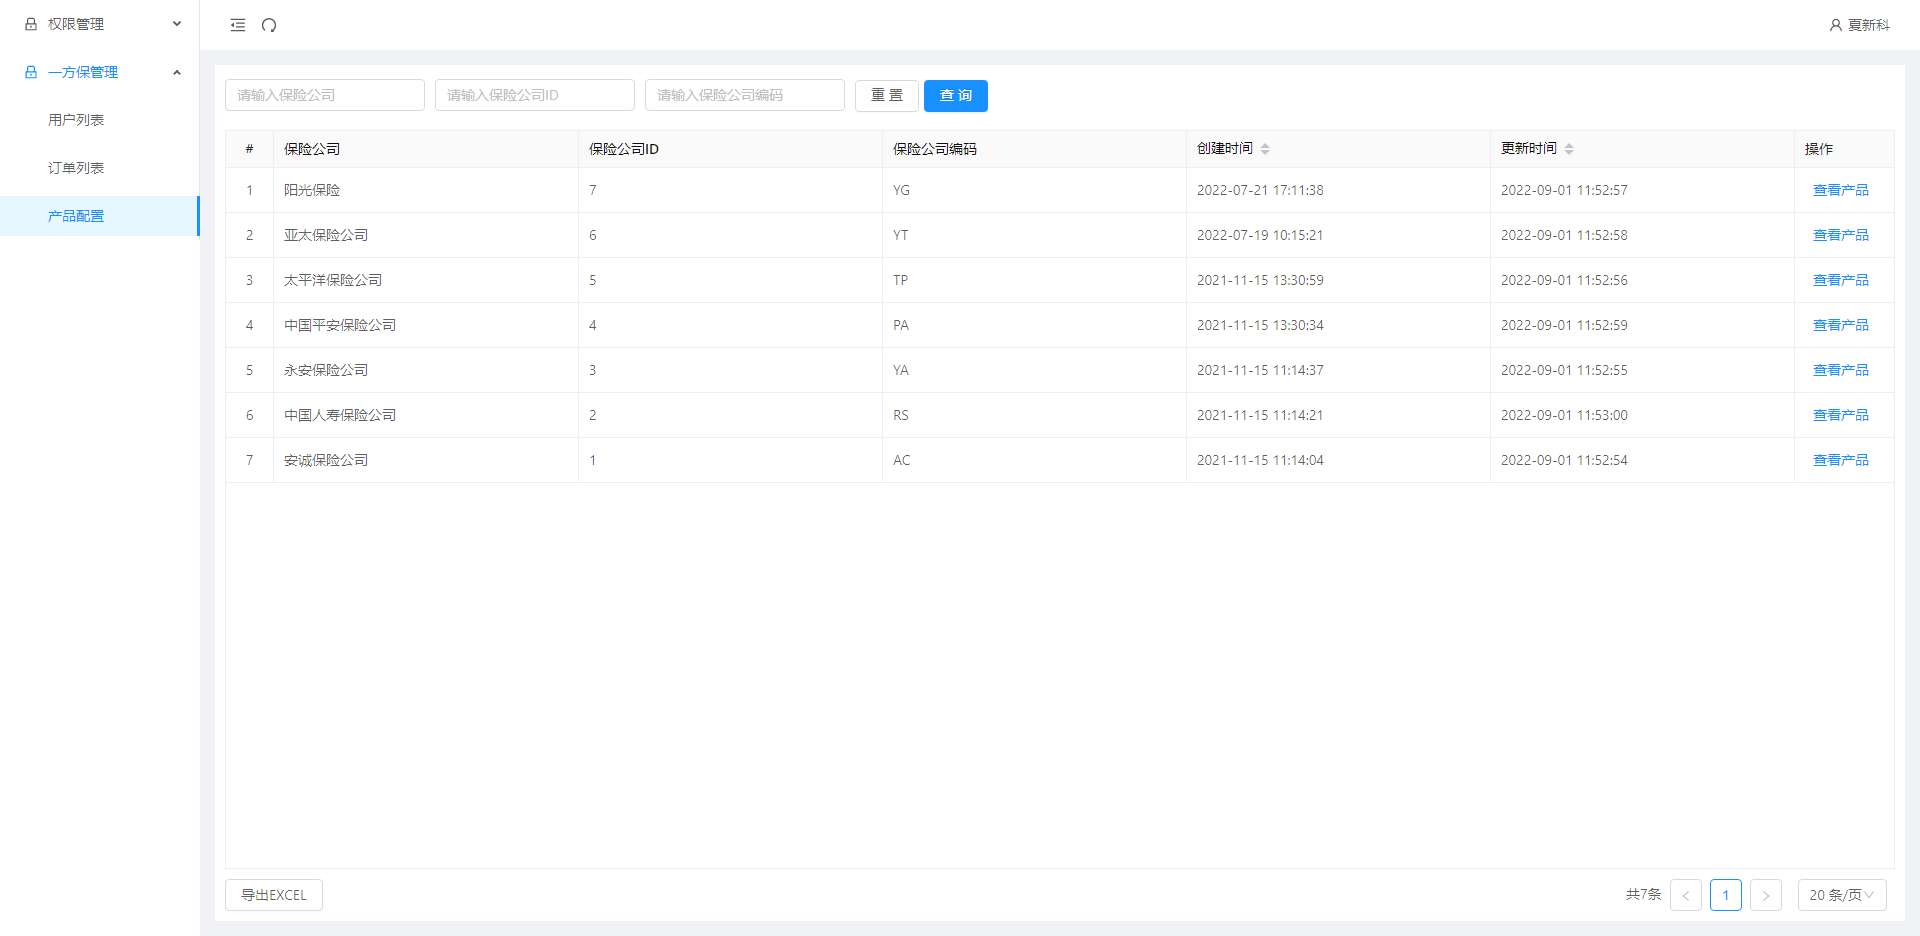 权限管理
一方保管理
用户列表
订单列表
产品配置
夏新科
请输入保险公司 请输入保险公司ID 请输入保险公司编码 重 置 查 询
# 保险公司 保险公司ID 保险公司编码 创建时间 更新时间 操作
1 阳光保险 7 YG 2022-07-21 17:11:38 2022-09-01 11:52:57 查看产品
2 亚太保险公司 6 YT 2022-07-19 10:15:21 2022-09-01 11:52:58 查看产品
3 太平洋保险公司 5 TP 2021-11-15 13:30:59 2022-09-01 11:52:56 查看产品
4 中国平安保险公司 4 PA 2021-11-15 13:30:34 2022-09-01 11:52:59 查看产品
5 永安保险公司 3 YA 2021-11-15 11:14:37 2022-09-01 11:52:55 查看产品
6 中国人寿保险公司 2 RS 2021-11-15 11:14:21 2022-09-01 11:53:00 查看产品
7 安诚保险公司 1 AC 2021-11-15 11:14:04 2022-09-01 11:52:54 查看产品
导出EXCEL 共7条 < 1 > 20 条/页